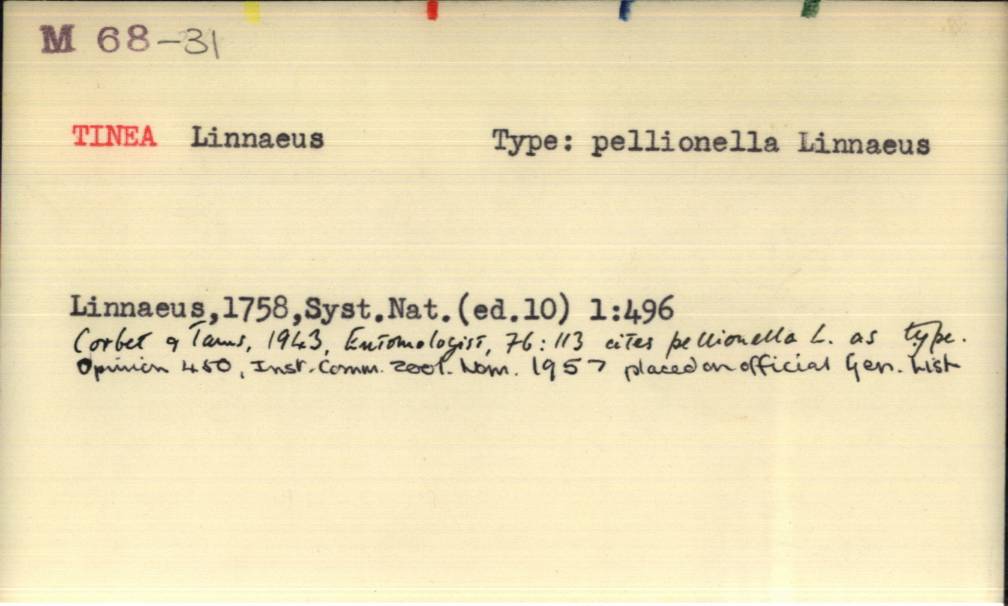 M 68-31
TINEA Linnaeus Type: pellionella Linnaeus
Linnaeus,1758,Syst.Nat.(ed.10) 1:496
Corbet & Tams, 1943, Entomologist, 76:113 cites pellionella L. as type.
Opinion 450, Inst. Comm. Zool. Nom. 1957 placed on official Gen. List